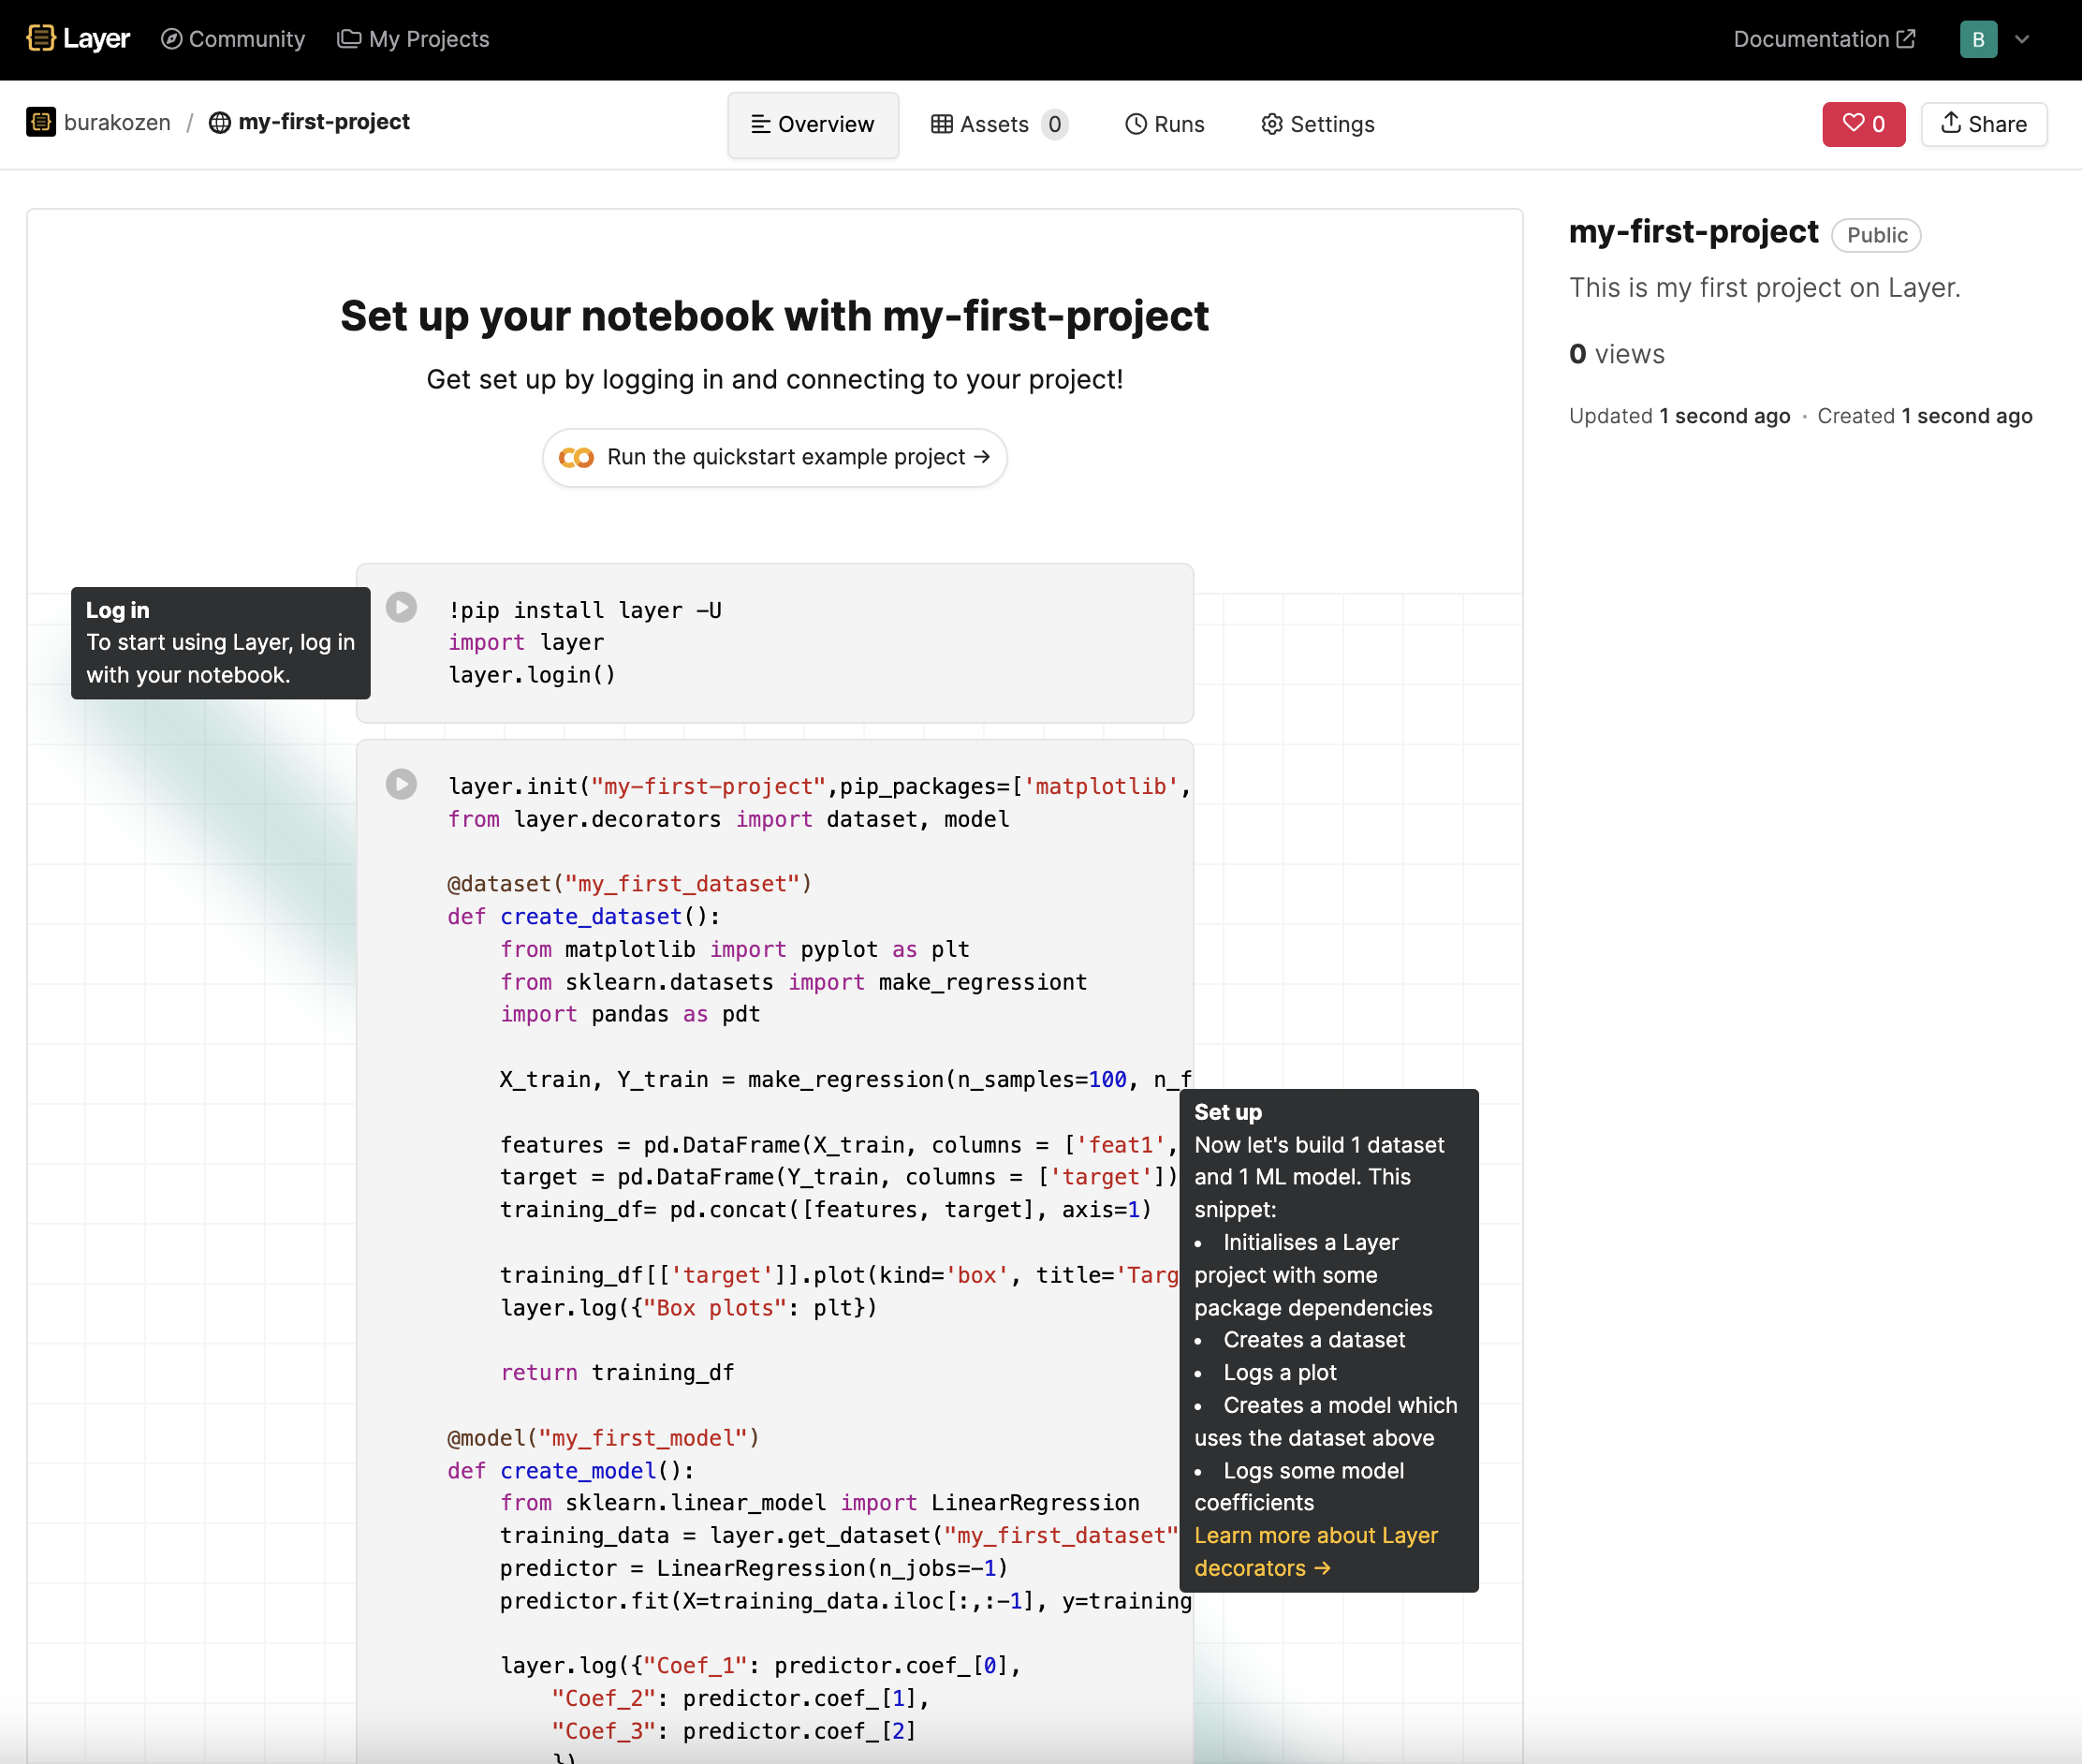 Layer Community My Projects Documentation B
burakozen / my-first-project Overview Assets 0 Runs Settings 0 Share
Set up your notebook with my-first-project
Get set up by logging in and connecting to your project!
Run the quickstart example project →
my-first-project Public
This is my first project on Layer.
0 views
Updated 1 second ago · Created 1 second ago
Log in
To start using Layer, log in
with your notebook.
!pip install layer -U
import layer
layer.login()
layer.init("my-first-project",pip_packages=['matplotlib',
from layer.decorators import dataset, model
@dataset("my_first_dataset")
def create_dataset():
from matplotlib import pyplot as plt
from sklearn.datasets import make_regressiont
import pandas as pdt
X_train, Y_train = make_regression(n_samples=100, n_f
features = pd.DataFrame(X_train, columns = ['feat1',
target = pd.DataFrame(Y_train, columns = ['target'])
training_df= pd.concat([features, target], axis=1)
training_df[['target']].plot(kind='box', title='Targ
layer.log({"Box plots": plt})
return training_df
@model("my_first_model")
def create_model():
from sklearn.linear_model import LinearRegression
training_data = layer.get_dataset("my_first_dataset"
predictor = LinearRegression(n_jobs=-1)
predictor.fit(X=training_data.iloc[:,:-1], y=training
layer.log({"Coef_1": predictor.coef_[0],
"Coef_2": predictor.coef_[1],
"Coef_3": predictor.coef_[2]
})
Set up
Now let's build 1 dataset
and 1 ML model. This
snippet:
• Initialises a Layer
project with some
package dependencies
• Creates a dataset
• Logs a plot
• Creates a model which
uses the dataset above
• Logs some model
coefficients
Learn more about Layer
decorators →